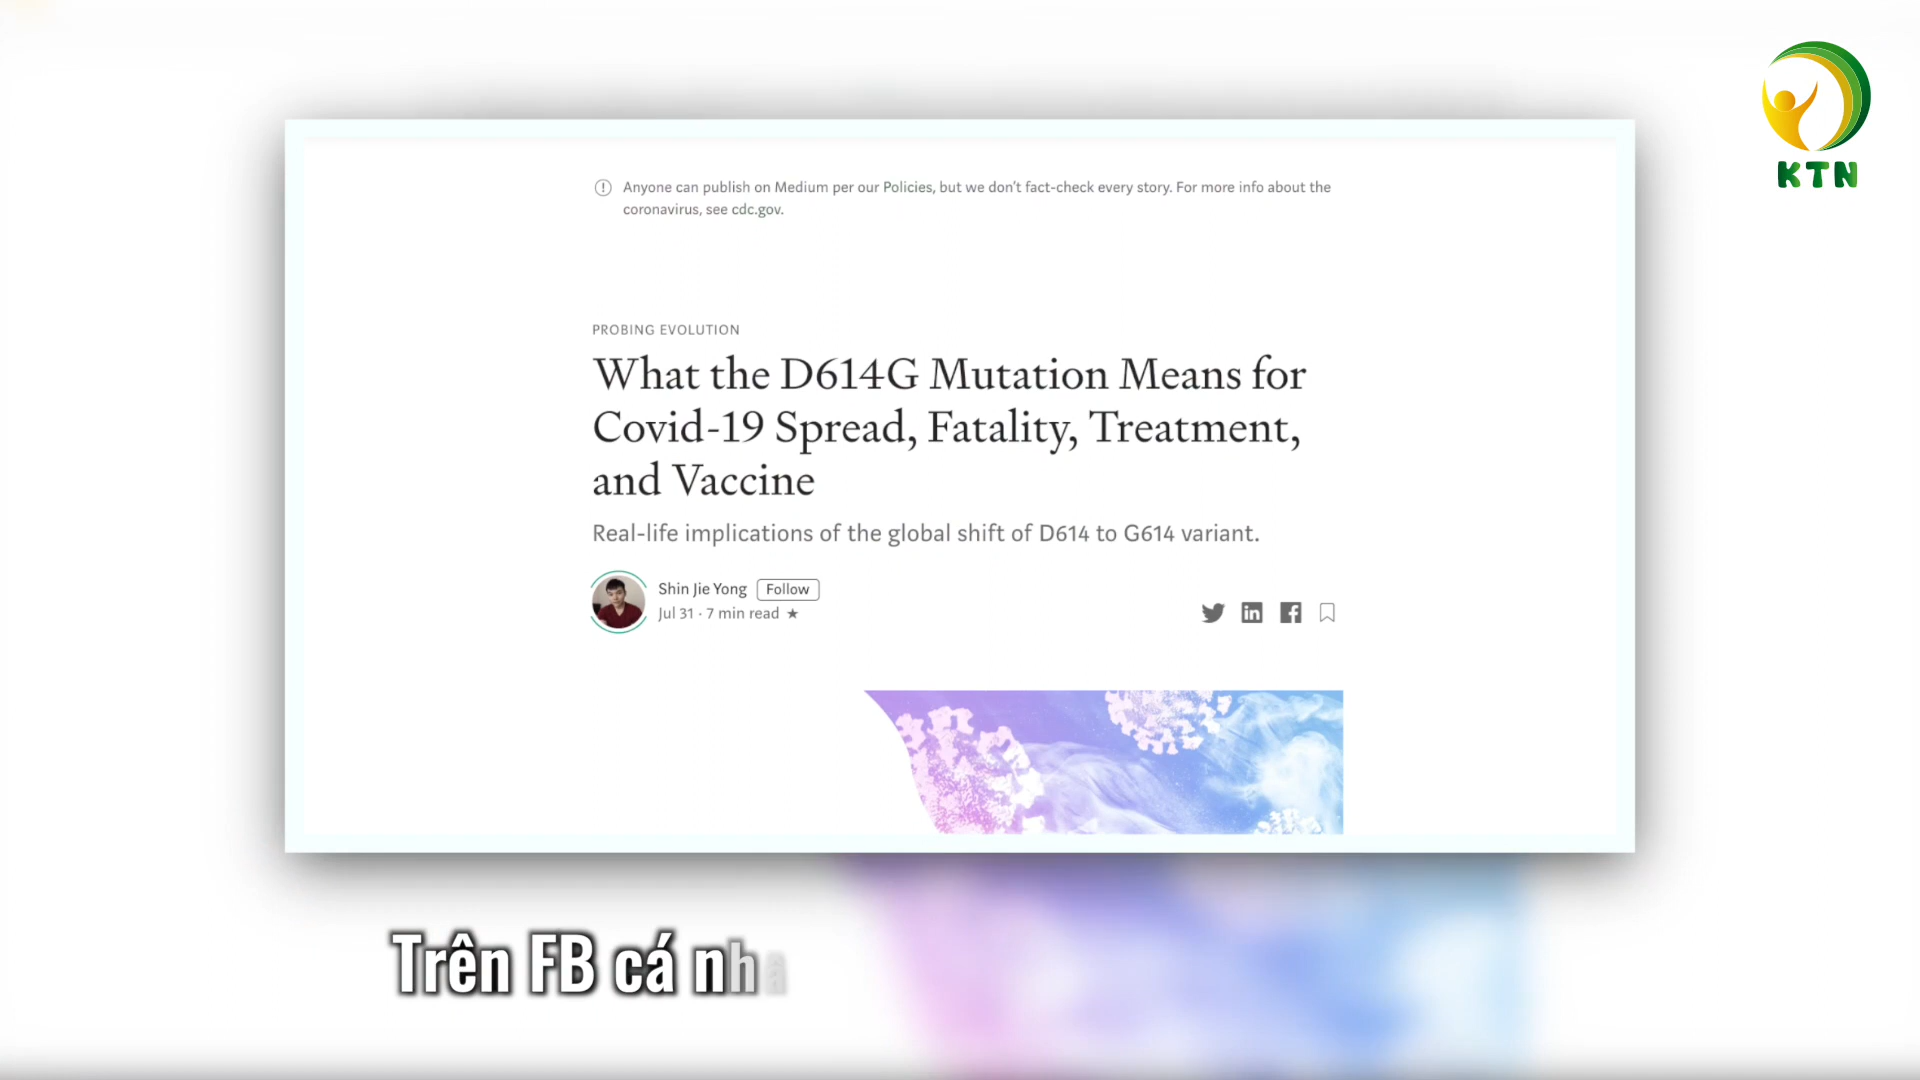 KTN
Anyone can publish on Medium per our Policies, but we don't fact-check every story. For more info about the
coronavirus, see cdc.gov.
PROBING EVOLUTION
What the D614G Mutation Means for
Covid-19 Spread, Fatality, Treatment,
and Vaccine
Real-life implications of the global shift of D614 to G614 variant.
Shin Jie Yong Follow
Jul 31 · 7 min read ★
Trên FB cá nhâ